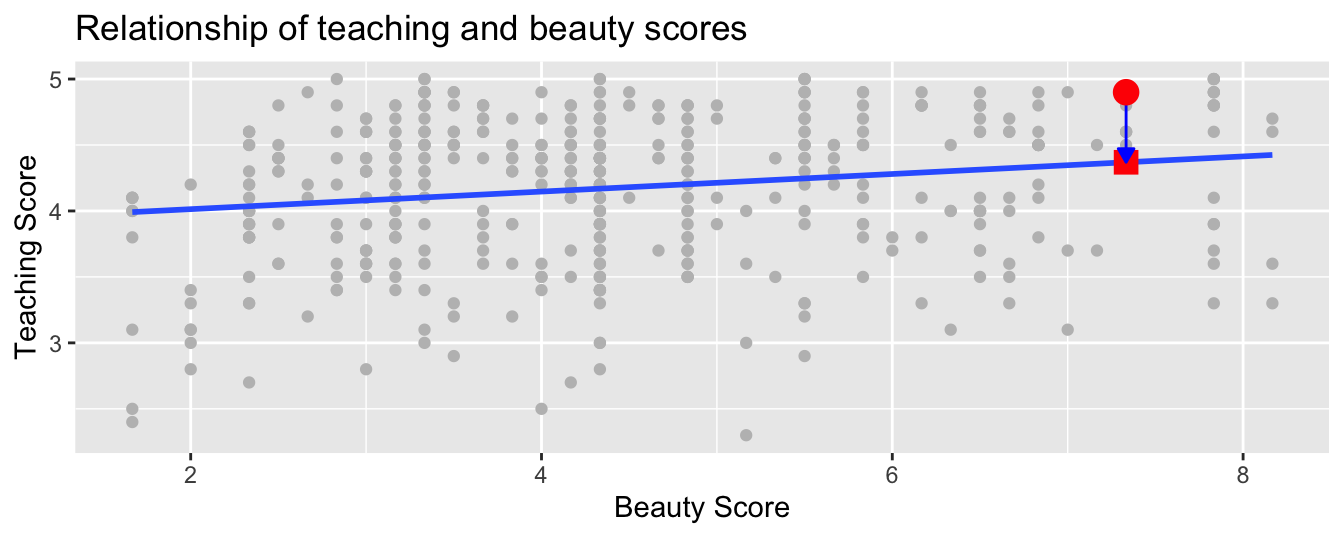 Relationship of teaching and beauty scores
5
4
3
Teaching Score
2 4 6 8
Beauty Score